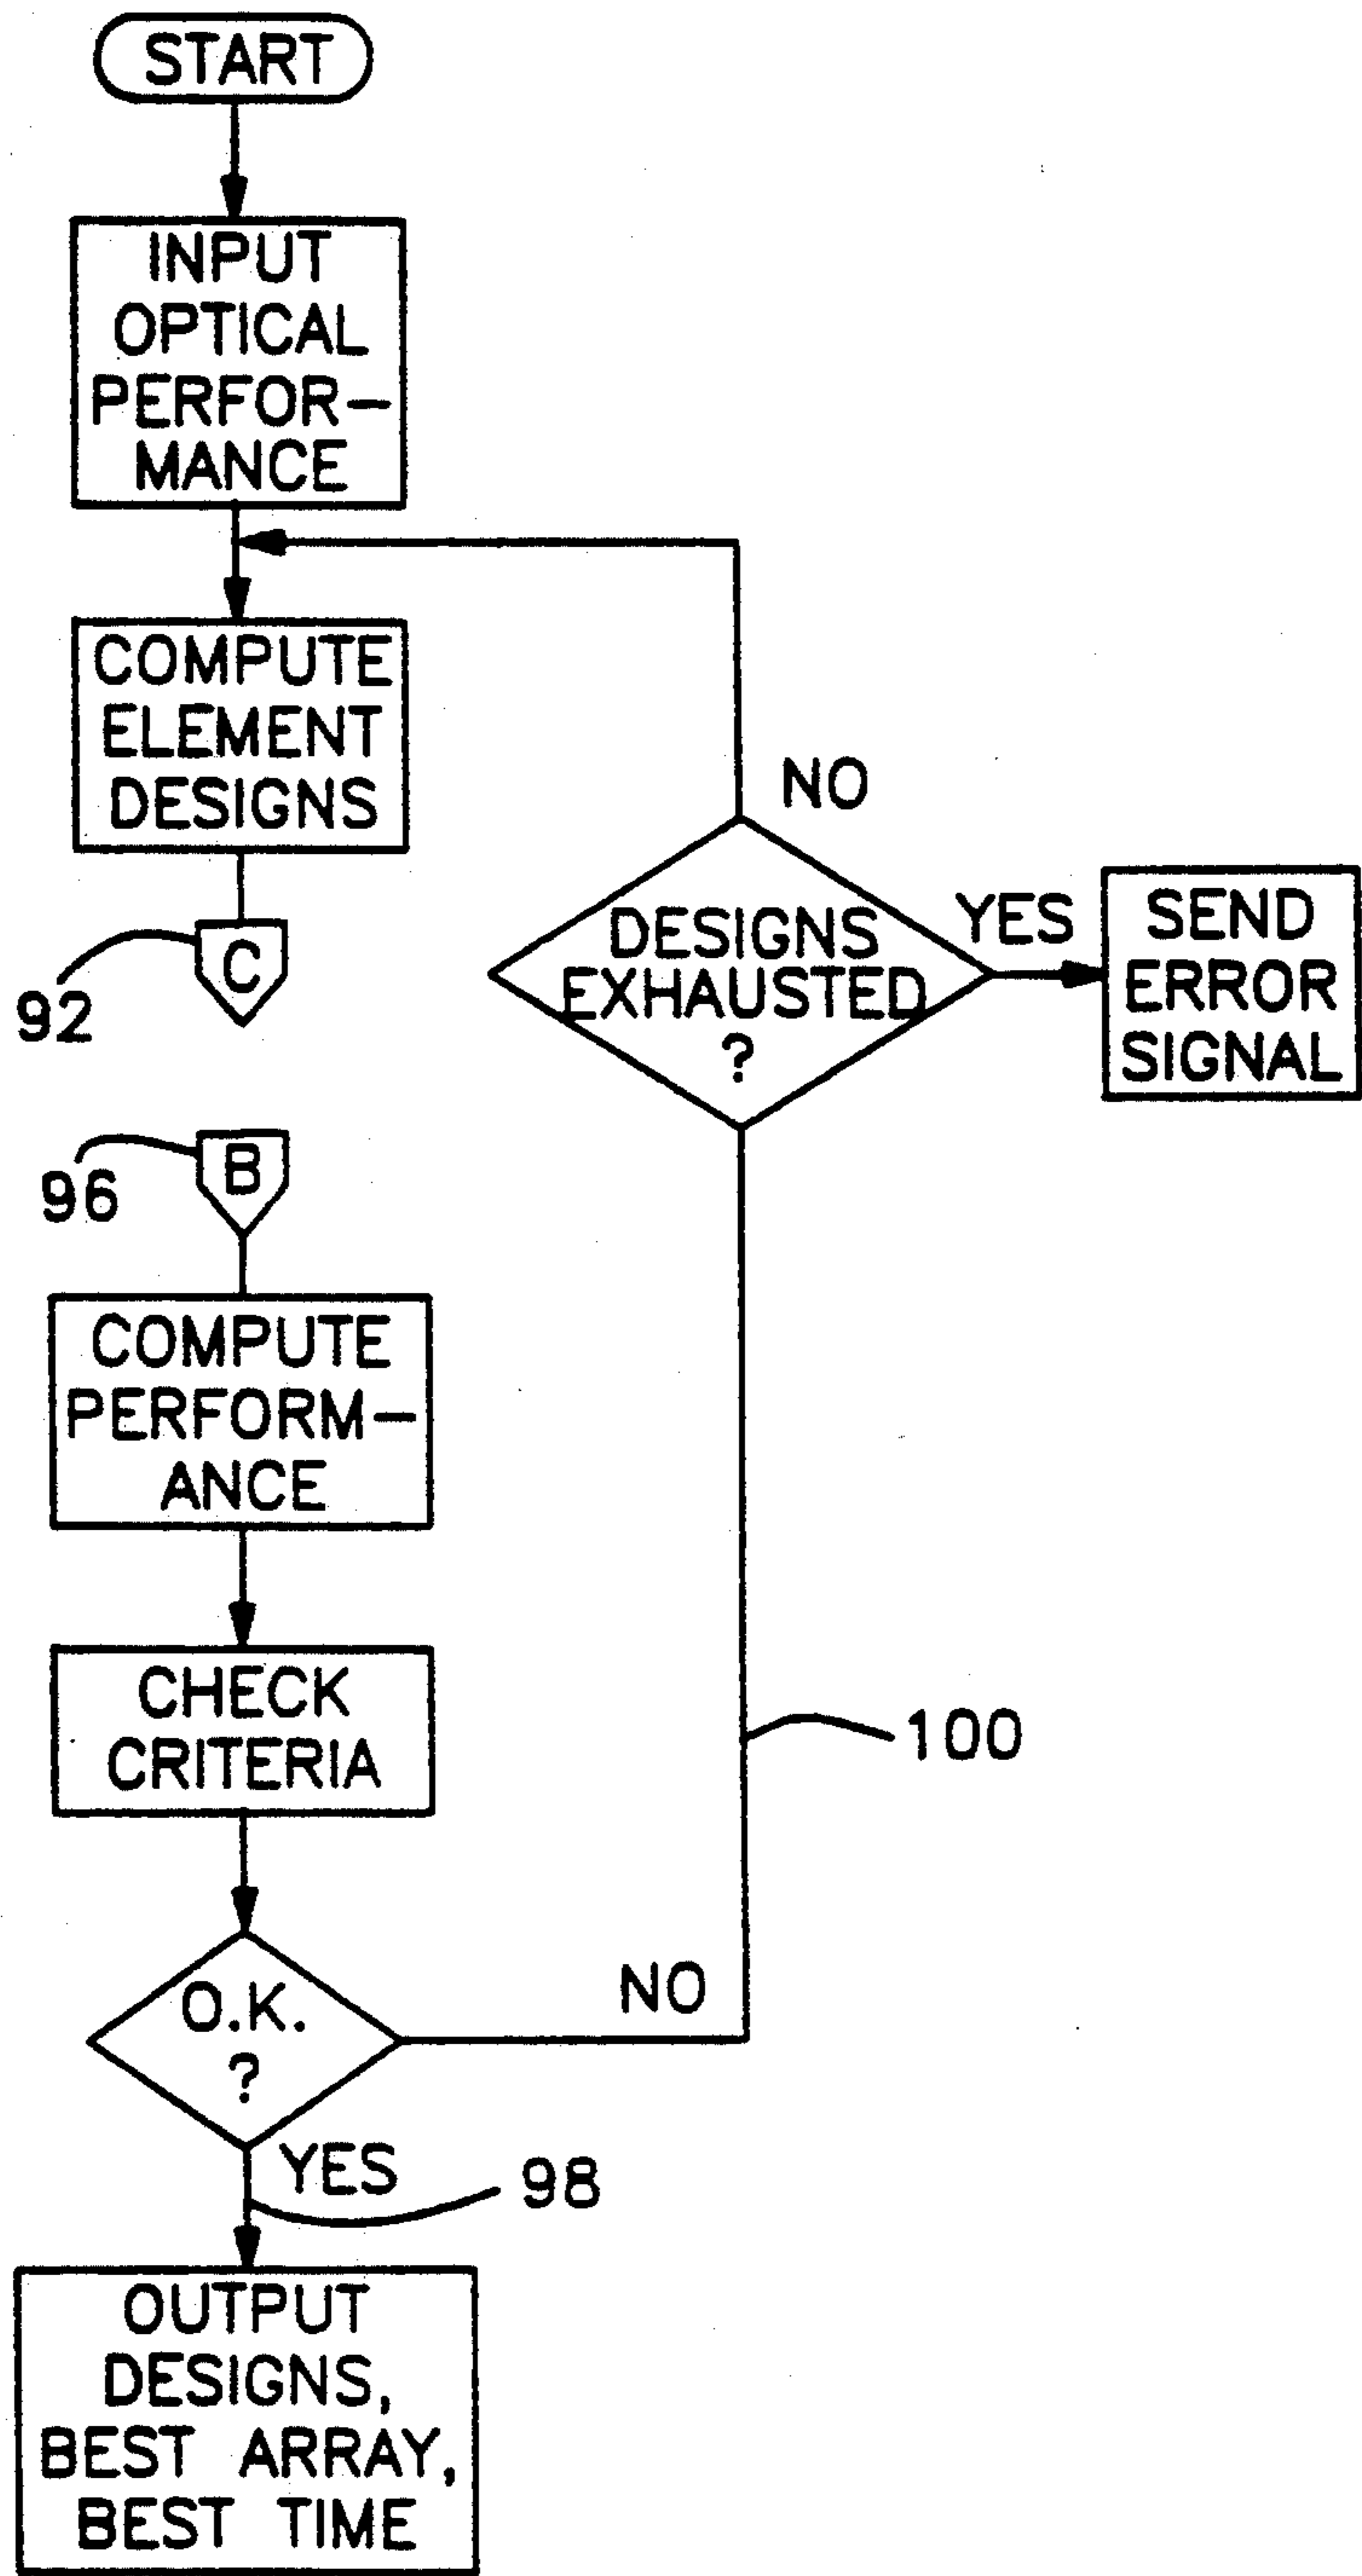 START
INPUT
OPTICAL
PERFOR-
MANCE
COMPUTE
ELEMENT
DESIGNS
C
92
NO
DESIGNS
EXHAUSTED
?
YES
SEND
ERROR
SIGNAL
B
96
COMPUTE
PERFORM-
ANCE
CHECK
CRITERIA
100
O.K.
?
NO
YES
98
OUTPUT
DESIGNS,
BEST ARRAY,
BEST TIME